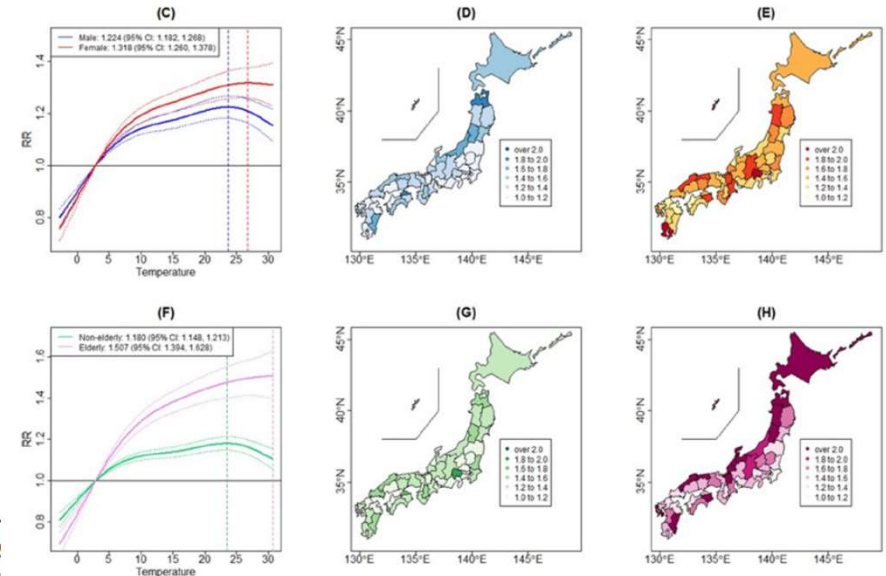 (C)
Male: 1.224 (95% CI: 1.182, 1.268)
Female: 1.318 (95% CI: 1.260, 1.378)
RR
1.4
1.2
1.0
0.8
0 5 10 15 20 25 30
Temperature
(D)
45°N
40°N
35°N
over 2.0
1.8 to 2.0
1.6 to 1.8
1.4 to 1.6
1.2 to 1.4
1.0 to 1.2
130°E 135°E 140°E 145°E
(E)
45°N
40°N
35°N
over 2.0
1.8 to 2.0
1.6 to 1.8
1.4 to 1.6
1.2 to 1.4
1.0 to 1.2
130°E 135°E 140°E 145°E
(F)
Non-elderly: 1.180 (95% CI: 1.148, 1.213)
Elderly: 1.507 (95% CI: 1.394, 1.628)
RR
1.6
1.4
1.2
1.0
0.8
0 5 10 15 20 25 30
Temperature
(G)
45°N
40°N
35°N
over 2.0
1.8 to 2.0
1.6 to 1.8
1.4 to 1.6
1.2 to 1.4
1.0 to 1.2
130°E 135°E 140°E 145°E
(H)
45°N
40°N
35°N
over 2.0
1.8 to 2.0
1.6 to 1.8
1.4 to 1.6
1.2 to 1.4
1.0 to 1.2
130°E 135°E 140°E 145°E